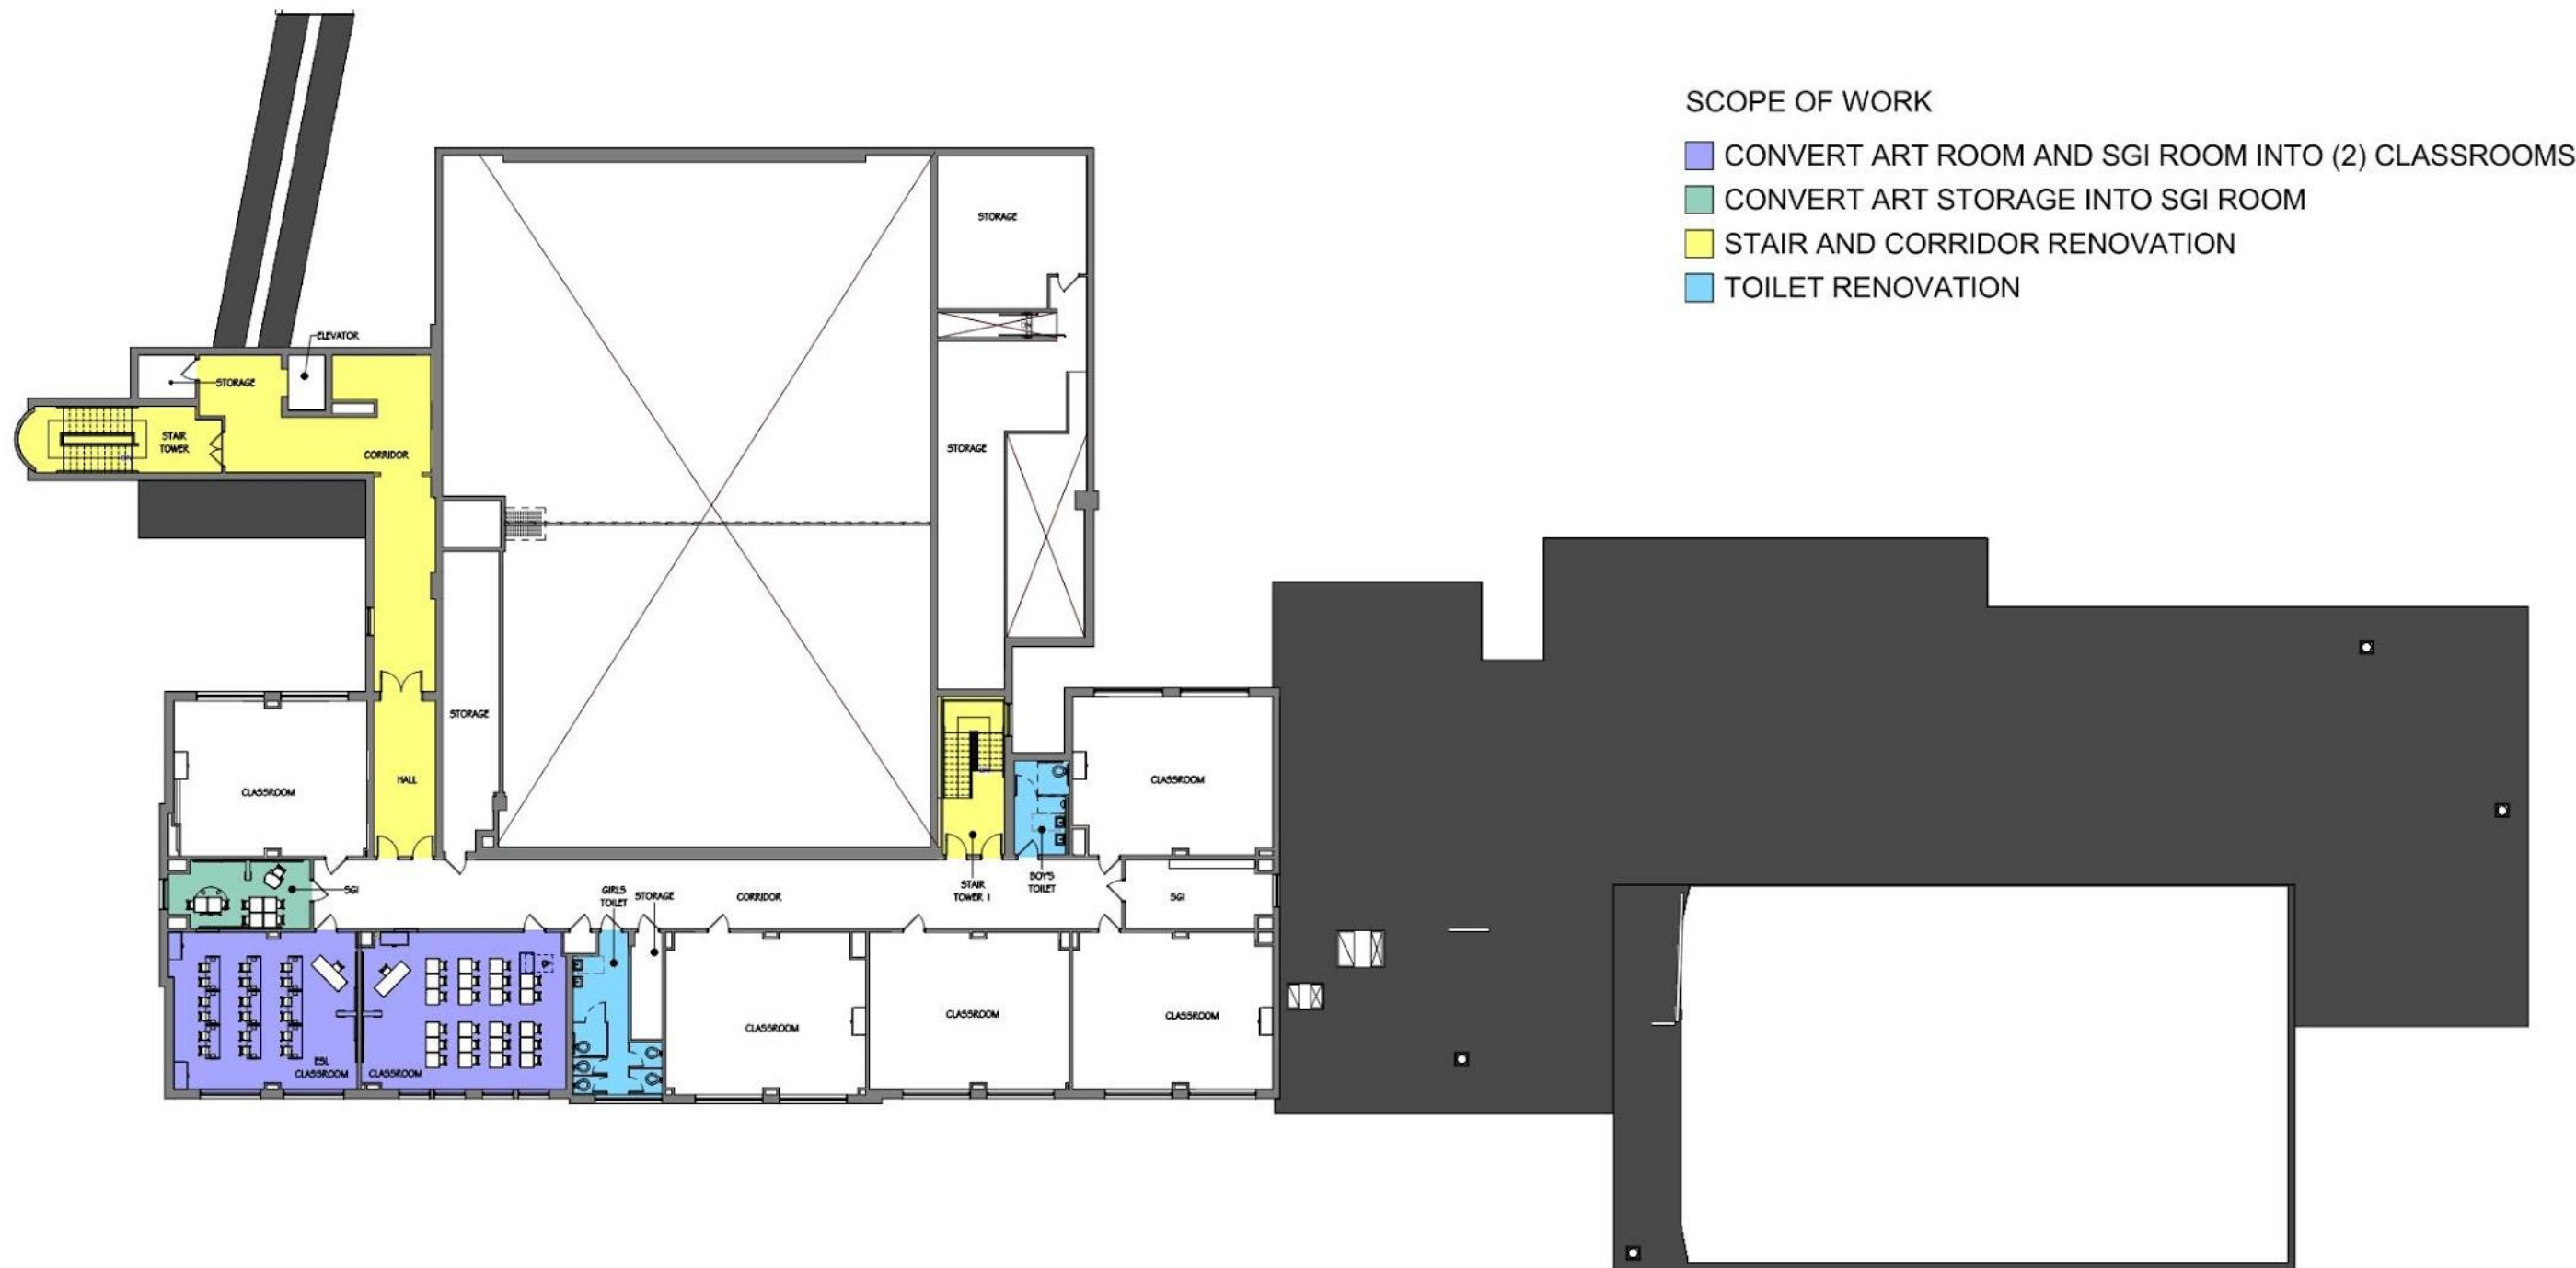 SCOPE OF WORK
CONVERT ART ROOM AND SGI ROOM INTO (2) CLASSROOMS
CONVERT ART STORAGE INTO SGI ROOM
STAIR AND CORRIDOR RENOVATION
TOILET RENOVATION
STORAGE
ELEVATOR
STORAGE
STAIR
TOWER
CORRIDOR
STORAGE
STORAGE
HALL
CLASSROOM
CLASSROOM
SGI
GIRLS
TOILET
STORAGE
CORRIDOR
STAIR
TOWER 1
BOYS
TOILET
SGI
ESL
CLASSROOM
CLASSROOM
CLASSROOM
CLASSROOM
CLASSROOM